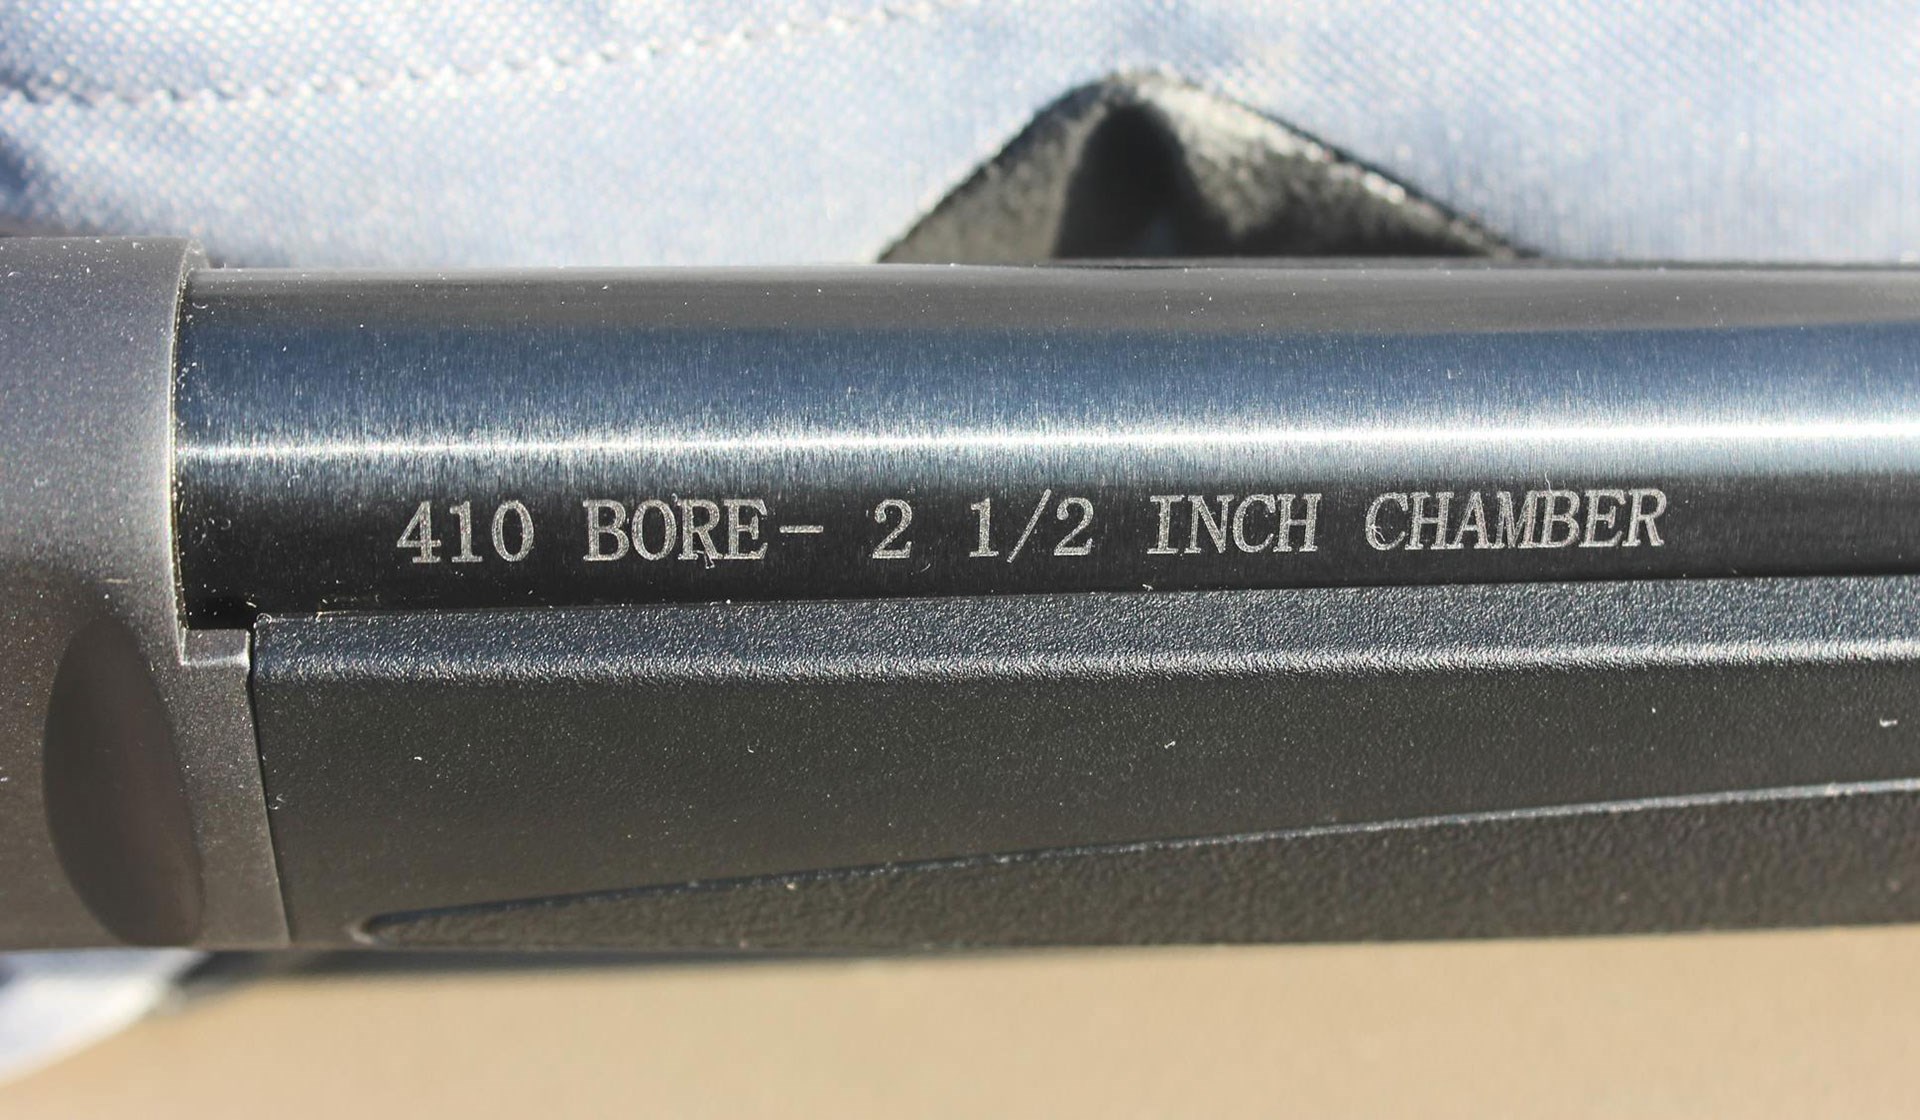 410 BORE- 2 1/2 INCH CHAMBER